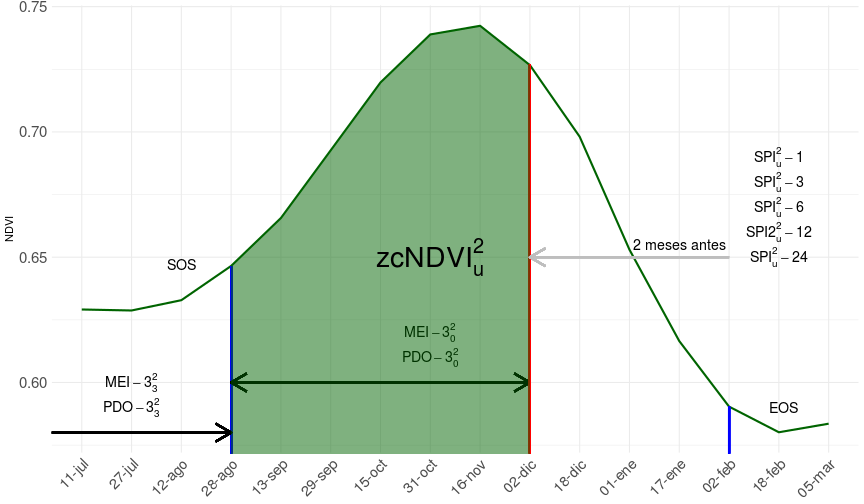 0.75
0.70
0.65
0.60
NDVI
SOS
zcNDVI²ᵤ
2 meses antes
SPI²ᵤ – 1
SPI²ᵤ – 3
SPI²ᵤ – 6
SPI2²ᵤ – 12
SPI²ᵤ – 24
MEI – 3²₀
PDO – 3²₀
MEI – 3²₃
PDO – 3²₃
EOS
11-jul
27-jul
12-ago
28-ago
13-sep
29-sep
15-oct
31-oct
16-nov
02-dic
18-dic
01-ene
17-ene
02-feb
18-feb
05-mar